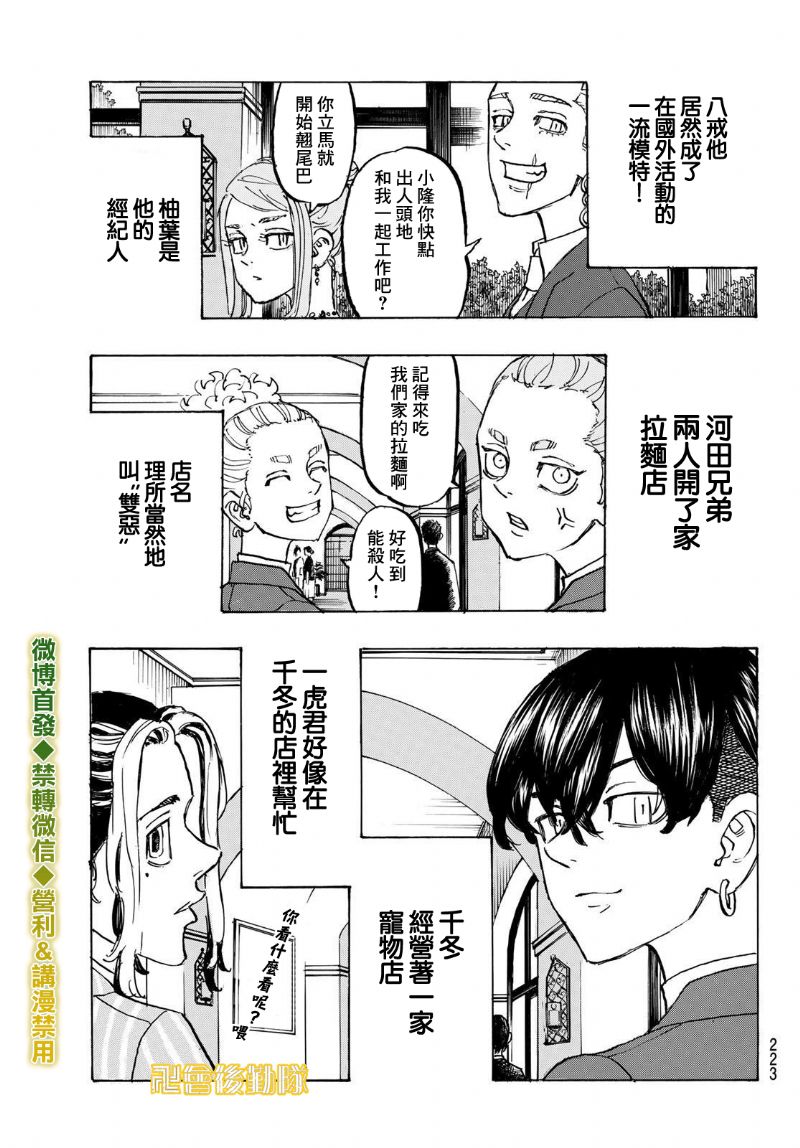 八戒他
居然成了
在國外活動的
一流模特！
小隆你快點
出人頭地
和我一起工作吧？
你立馬就
開始翹尾巴
柚葉是
他的
經紀人
河田兄弟
兩人開了家
拉麵店
記得來吃
我們家的拉麵啊
好吃到
能殺人！
店名
理所當然地
叫"雙惡"
千冬
經營著一家
寵物店
一虎君好像在
千冬的店裡幫忙
你看什麼看呢？
喂
223
微博首發◆禁轉微信◆營利&講漫禁用
卍會後勤隊